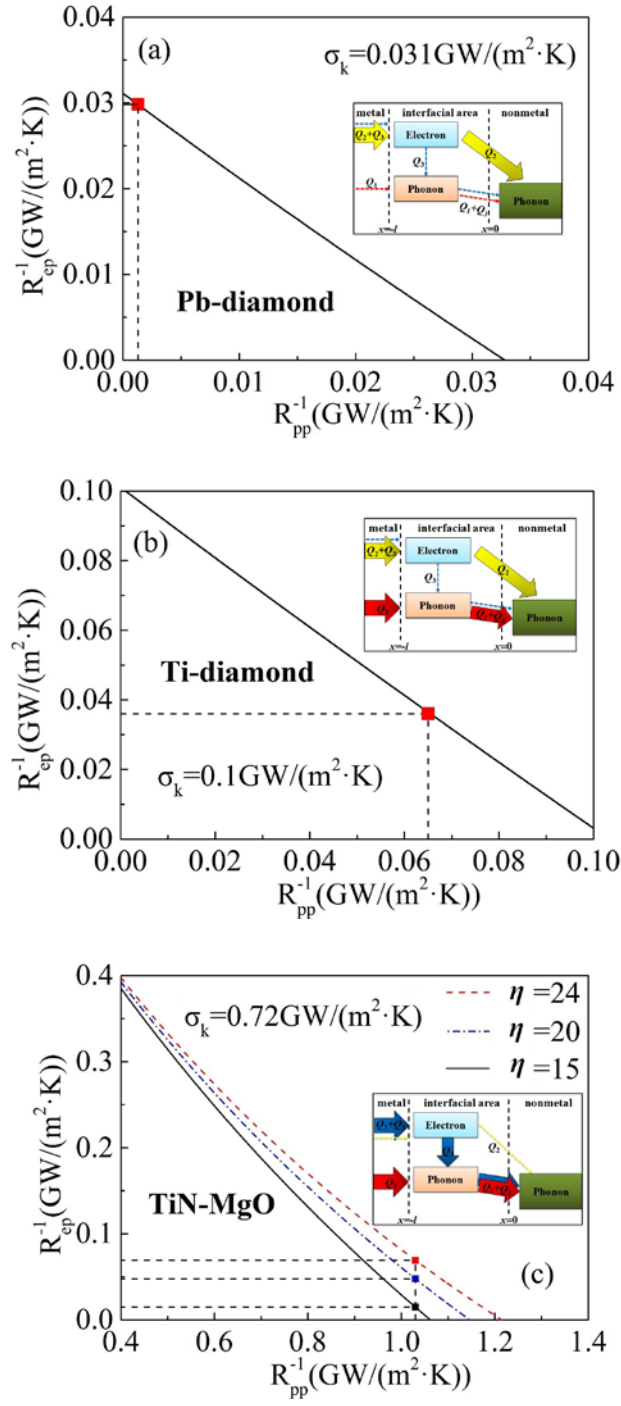 (a)
σk=0.031GW/(m²·K)
metal interfacial area nonmetal
Q2+Q3
Electron
Q2
Q3
Q1
Phonon
Phonon
Q1+Q3
x=-l
x=0
Pb-diamond
0.04
0.03
0.02
0.01
0.00
R-1ep(GW/(m²·K)
0.00 0.01 0.02 0.03 0.04
R-1pp(GW/(m²·K)
(b)
metal interfacial area nonmetal
Q2+Q3
Electron
Q2
Q3
Q1
Phonon
Phonon
Q1+Q3
x=-l
x=0
Ti-diamond
σk=0.1GW/(m²·K)
0.10
0.08
0.06
0.04
0.02
0.00
R-1ep(GW/(m²·K)
0.00 0.02 0.04 0.06 0.08 0.10
R-1pp(GW/(m²·K)
σk=0.72GW/(m²·K)
η =24
η =20
η =15
metal interfacial area nonmetal
Electron
Q2
Phonon
Phonon
x=-l
x=0
TiN-MgO
(c)
0.4
0.3
0.2
0.1
0.0
R-1ep(GW/(m²·K)
0.4 0.6 0.8 1.0 1.2 1.4
R-1pp(GW/(m²·K)